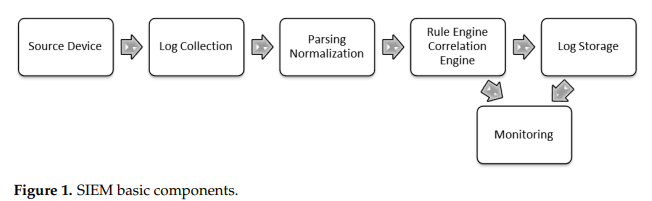 Source Device
Log Collection
Parsing
Normalization
Rule Engine
Correlation
Engine
Log Storage
Monitoring
Figure 1. SIEM basic components.